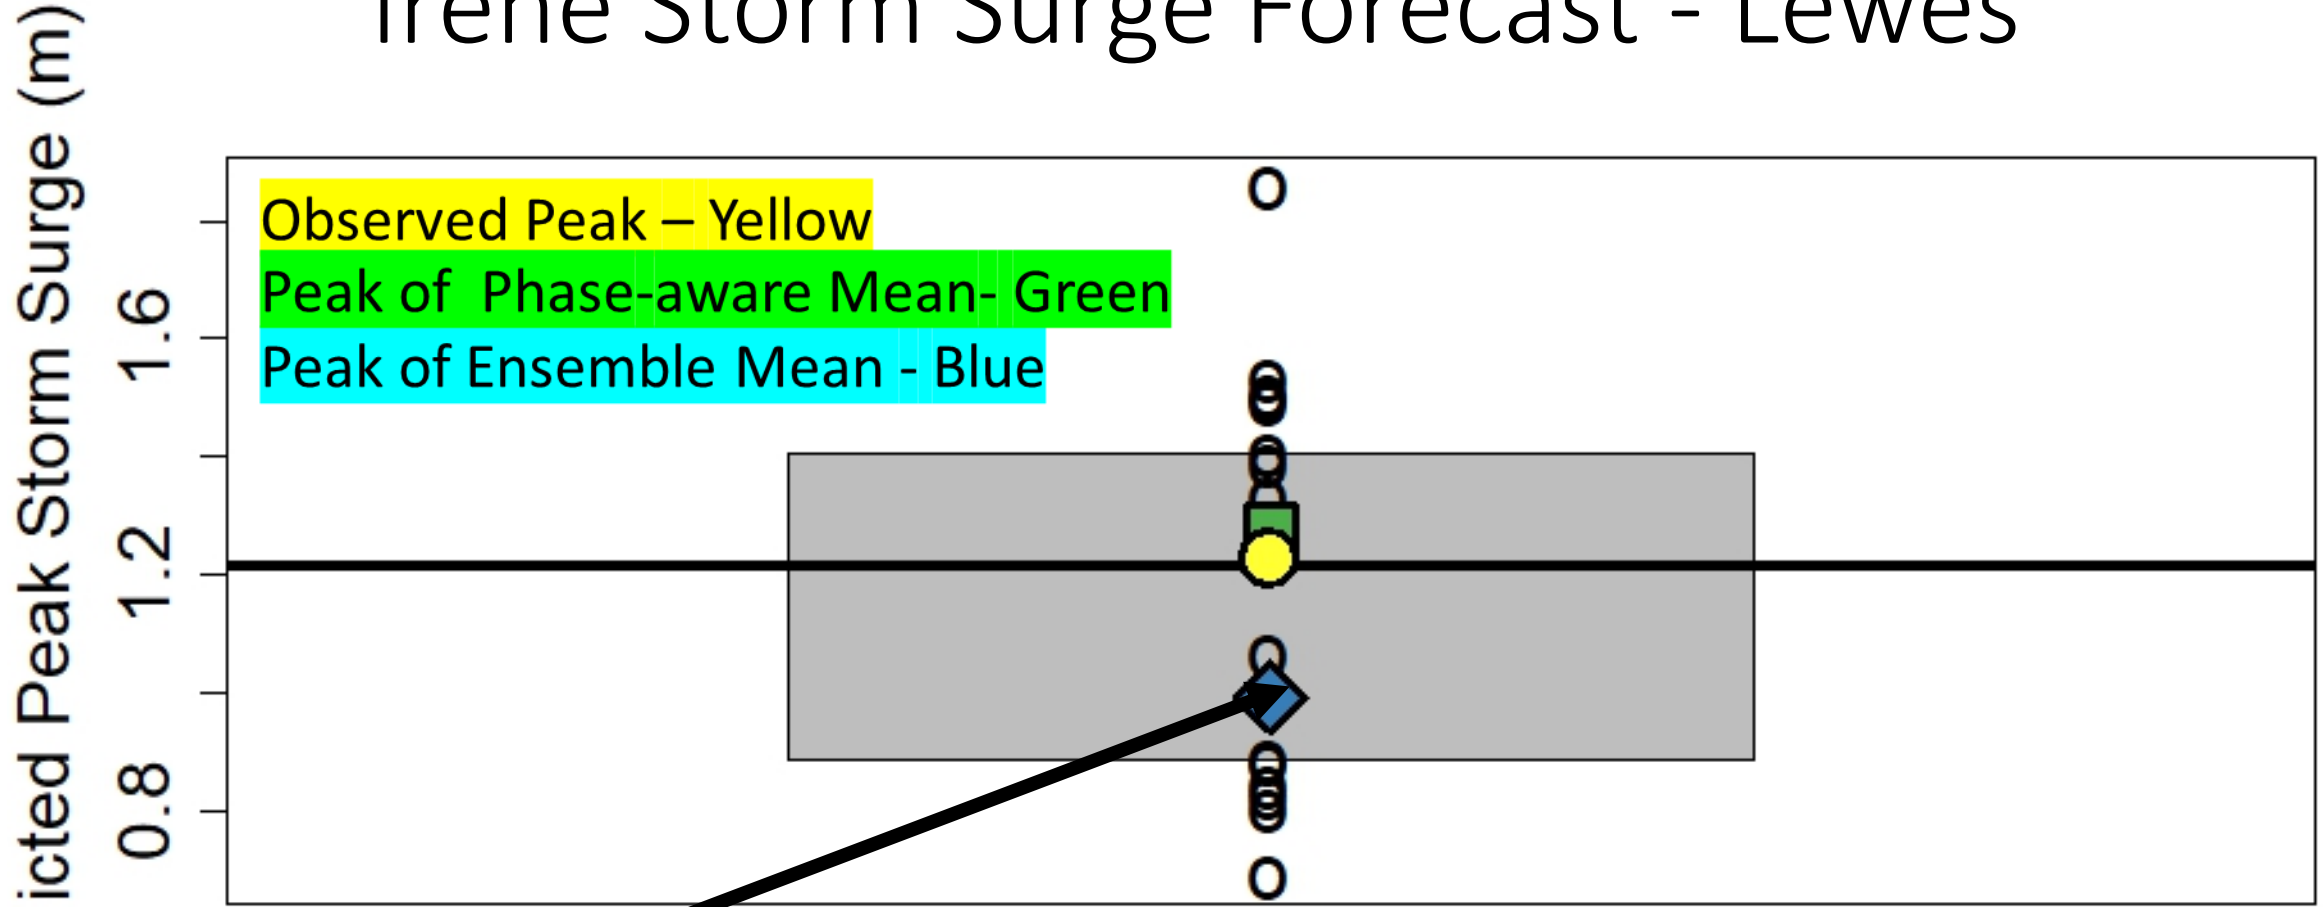 Irene Storm Surge Forecast - Lewes
icted Peak Storm Surge (m)
Observed Peak – Yellow
Peak of  Phase-aware Mean- Green
Peak of Ensemble Mean - Blue
1.6
1.2
0.8